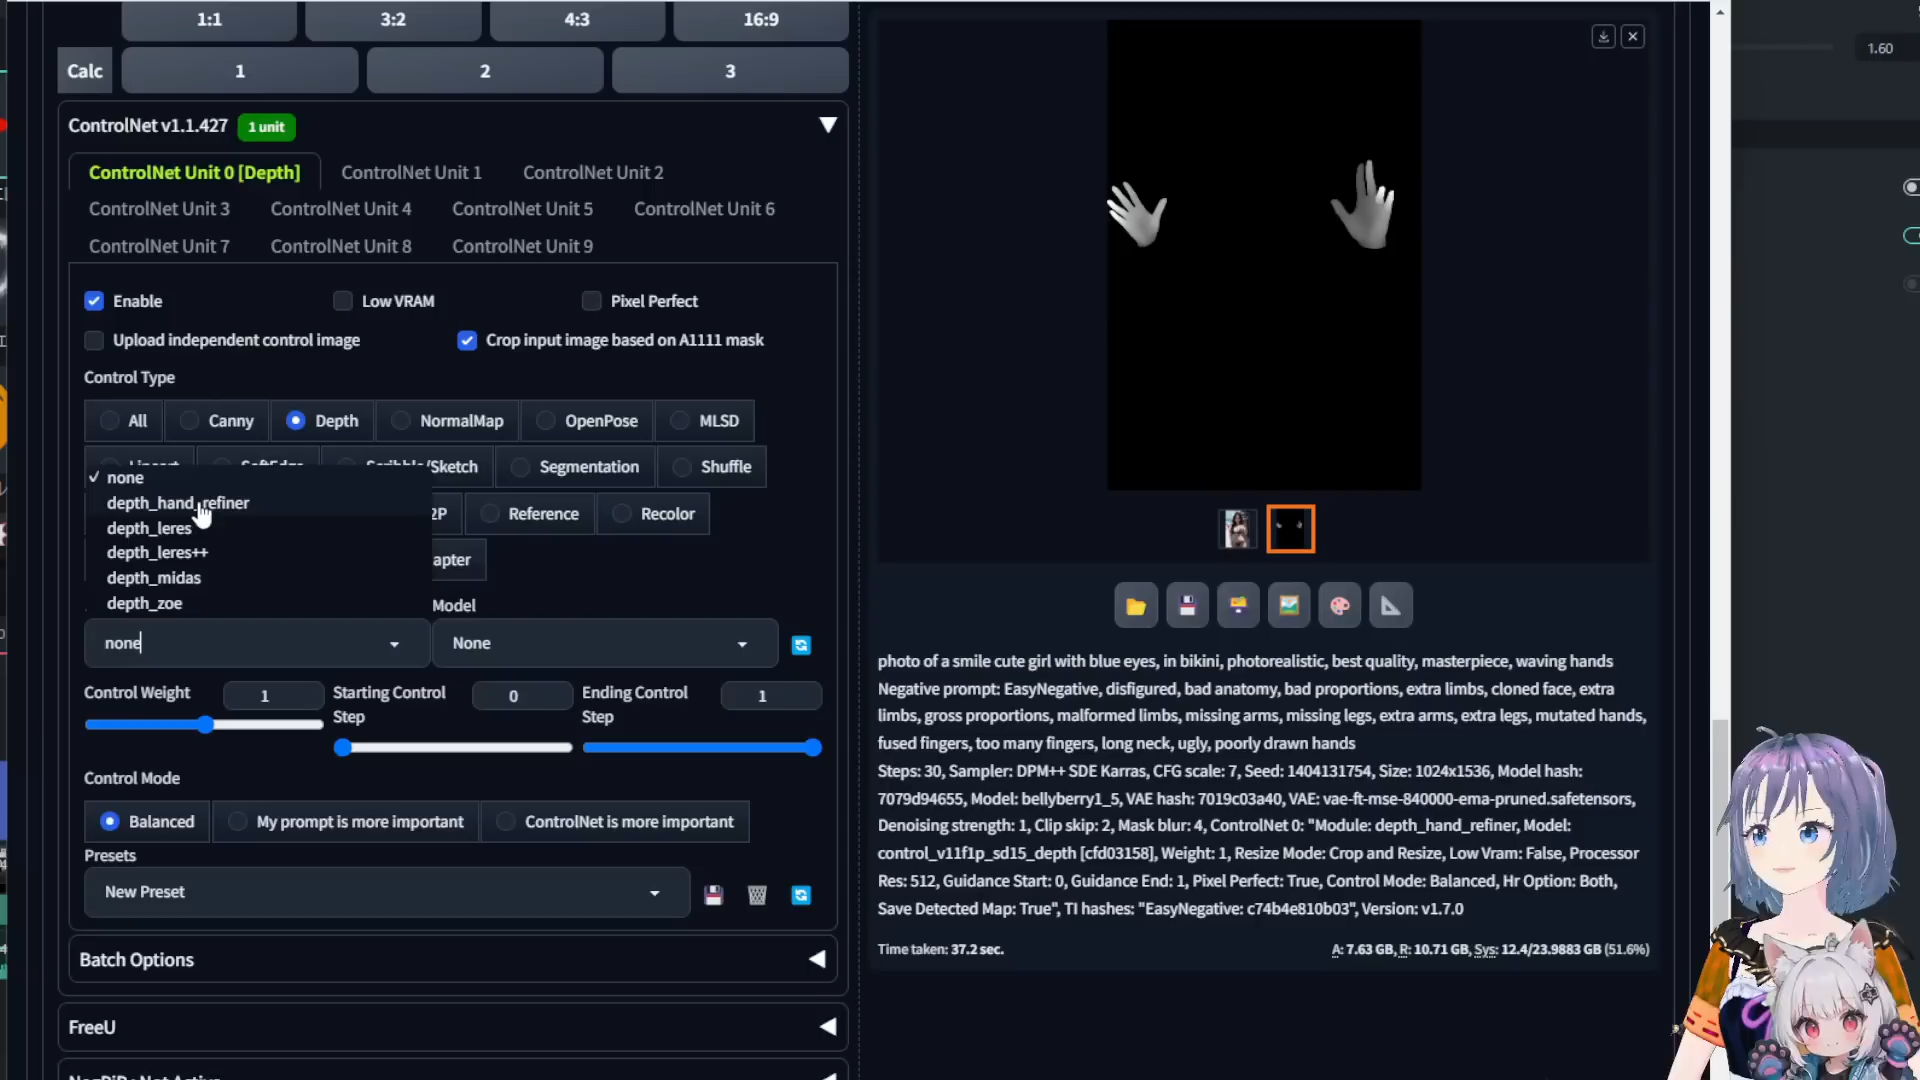 1:1 3:2 4:3 16:9
1.60
Calc 1 2 3
ControlNet v1.1.427 1 unit
ControlNet Unit 0 [Depth] ControlNet Unit 1 ControlNet Unit 2
ControlNet Unit 3 ControlNet Unit 4 ControlNet Unit 5 ControlNet Unit 6
ControlNet Unit 7 ControlNet Unit 8 ControlNet Unit 9
Enable Low VRAM Pixel Perfect
Upload independent control image Crop input image based on A1111 mask
Control Type
All Canny Depth NormalMap OpenPose MLSD
Lineart SoftEdge Scribble/Sketch Segmentation Shuffle
none
depth_hand_refiner
2P Reference Recolor
depth_leres
depth_leres++
apter
depth_midas
depth_zoe
Model
none None
Control Weight 1 Starting Control Step 0 Ending Control Step 1
Control Mode
Balanced My prompt is more important ControlNet is more important
Presets
New Preset
Batch Options
FreeU
photo of a smile cute girl with blue eyes, in bikini, photorealistic, best quality, masterpiece, waving hands
Negative prompt: EasyNegative, disfigured, bad anatomy, bad proportions, extra limbs, cloned face, extra
limbs, gross proportions, malformed limbs, missing arms, missing legs, extra arms, extra legs, mutated hands,
fused fingers, too many fingers, long neck, ugly, poorly drawn hands
Steps: 30, Sampler: DPM++ SDE Karras, CFG scale: 7, Seed: 1404131754, Size: 1024x1536, Model hash:
7079d94655, Model: bellyberry1_5, VAE hash: 7019c03a40, VAE: vae-ft-mse-840000-ema-pruned.safetensors,
Denoising strength: 1, Clip skip: 2, Mask blur: 4, ControlNet 0: "Module: depth_hand_refiner, Model:
control_v11f1p_sd15_depth [cfd03158], Weight: 1, Resize Mode: Crop and Resize, Low Vram: False, Processor
Res: 512, Guidance Start: 0, Guidance End: 1, Pixel Perfect: True, Control Mode: Balanced, Hr Option: Both,
Save Detected Map: True", TI hashes: "EasyNegative: c74b4e810b03", Version: v1.7.0
Time taken: 37.2 sec. A: 7.63 GB, R: 10.71 GB, Sys: 12.4/23.9883 GB (51.6%)